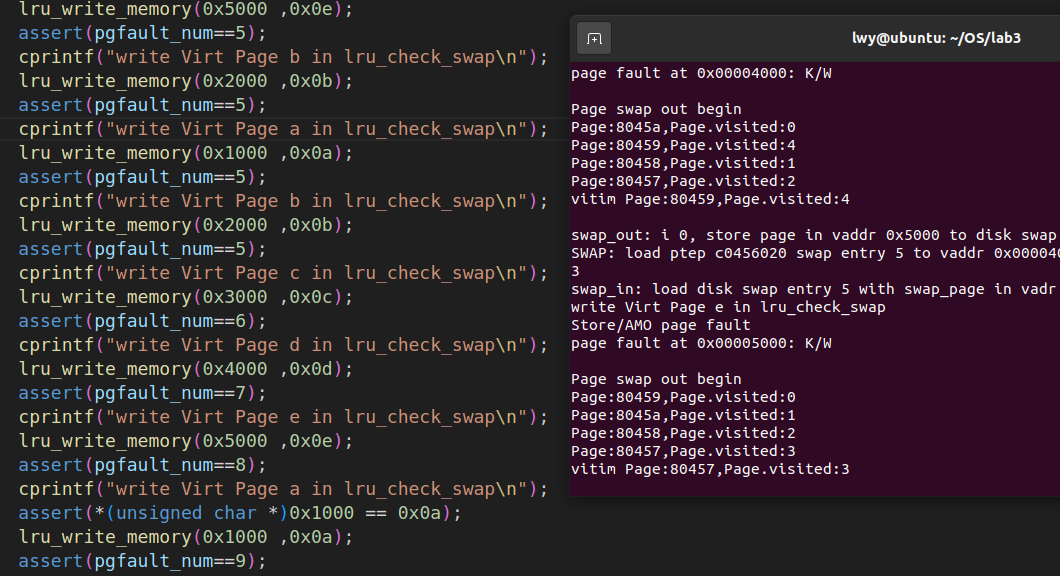 lru_write_memory(0x5000 ,0x0e);
assert(pgfault_num==5);
cprintf("write Virt Page b in lru_check_swap\n");
lru_write_memory(0x2000 ,0x0b);
assert(pgfault_num==5);
cprintf("write Virt Page a in lru_check_swap\n");
lru_write_memory(0x1000 ,0x0a);
assert(pgfault_num==5);
cprintf("write Virt Page b in lru_check_swap\n");
lru_write_memory(0x2000 ,0x0b);
assert(pgfault_num==5);
cprintf("write Virt Page c in lru_check_swap\n");
lru_write_memory(0x3000 ,0x0c);
assert(pgfault_num==6);
cprintf("write Virt Page d in lru_check_swap\n");
lru_write_memory(0x4000 ,0x0d);
assert(pgfault_num==7);
cprintf("write Virt Page e in lru_check_swap\n");
lru_write_memory(0x5000 ,0x0e);
assert(pgfault_num==8);
cprintf("write Virt Page a in lru_check_swap\n");
assert(*(unsigned char *)0x1000 == 0x0a);
lru_write_memory(0x1000 ,0x0a);
assert(pgfault_num==9);
lwy@ubuntu: ~/OS/lab3
page fault at 0x00004000: K/W
Page swap out begin
Page:8045a,Page.visited:0
Page:80459,Page.visited:4
Page:80458,Page.visited:1
Page:80457,Page.visited:2
vitim Page:80459,Page.visited:4
swap_out: i 0, store page in vaddr 0x5000 to disk swap
SWAP: load ptep c0456020 swap entry 5 to vaddr 0x000040
3
swap_in: load disk swap entry 5 with swap_page in vadr
write Virt Page e in lru_check_swap
Store/AMO page fault
page fault at 0x00005000: K/W
Page swap out begin
Page:80459,Page.visited:0
Page:8045a,Page.visited:1
Page:80458,Page.visited:2
Page:80457,Page.visited:3
vitim Page:80457,Page.visited:3